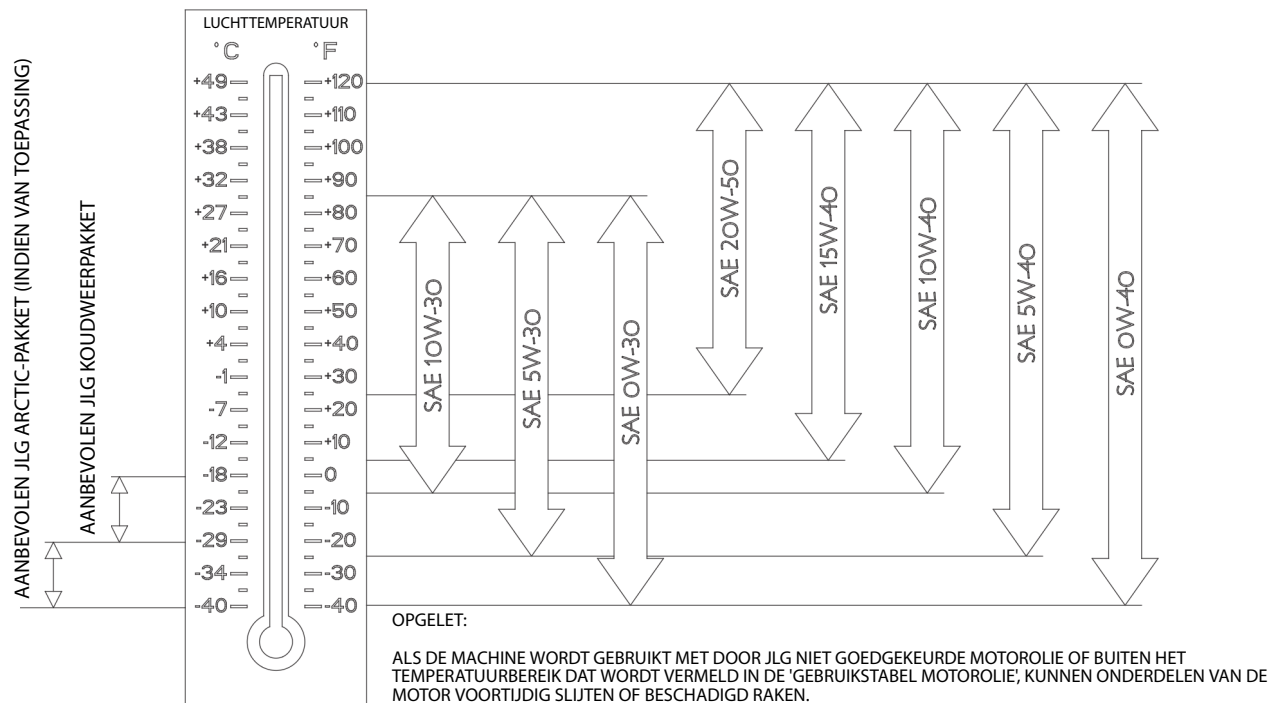 LUCHTTEMPERATUUR
°C °F
+49 +120
+43 +110
+38 +100
+32 +90
+27 +80
+21 +70
+16 +60
+10 +50
+4 +40
-1 +30
-7 +20
-12 +10
-18 0
-23 -10
-29 -20
-34 -30
-40 -40
AANBEVOLEN JLG ARCTIC-PAKKET (INDIEN VAN TOEPASSING)
AANBEVOLEN JLG KOUDWEERPAKKET
SAE 10W-30
SAE 5W-30
SAE 0W-30
SAE 20W-50
SAE 15W-40
SAE 10W-40
SAE 5W-40
SAE 0W-40
OPGELET:
ALS DE MACHINE WORDT GEBRUIKT MET DOOR JLG NIET GOEDGEKEURDE MOTOROLIE OF BUITEN HET
TEMPERATUURBEREIK DAT WORDT VERMELD IN DE 'GEBRUIKSTABEL MOTOROLIE', KUNNEN ONDERDELEN VAN DE
MOTOR VOORTIJDIG SLIJTEN OF BESCHADIGD RAKEN.